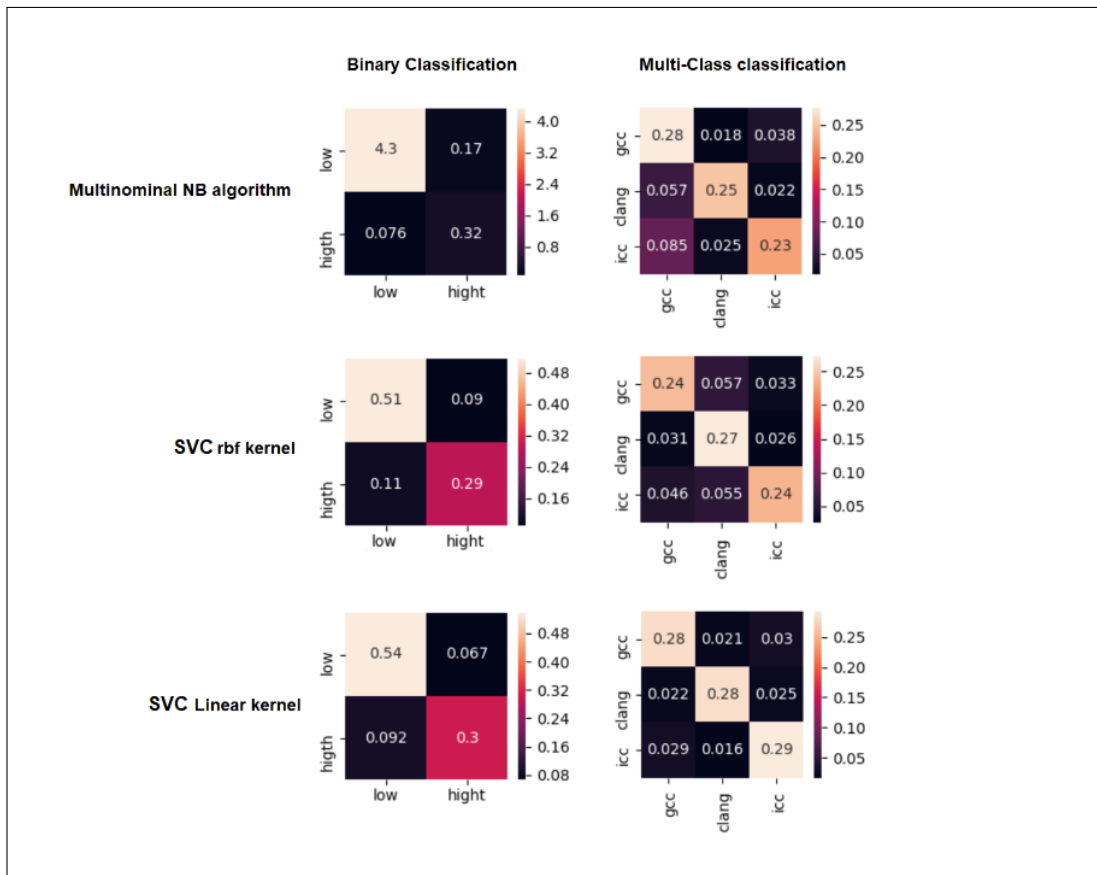 Binary Classification
Multi-Class classification
Multinominal NB algorithm
low
higth
4.3
0.17
0.076
0.32
low
hight
4.0
3.2
2.4
1.6
0.8
gcc
clang
icc
0.28
0.018
0.038
0.057
0.25
0.022
0.085
0.025
0.23
gcc
clang
icc
0.25
0.20
0.15
0.10
0.05
SVC rbf kernel
low
higth
0.51
0.09
0.11
0.29
low
hight
0.48
0.40
0.32
0.24
0.16
gcc
clang
icc
0.24
0.057
0.033
0.031
0.27
0.026
0.046
0.055
0.24
gcc
clang
icc
0.25
0.20
0.15
0.10
0.05
SVC Linear kernel
low
higth
0.54
0.067
0.092
0.3
low
hight
0.48
0.40
0.32
0.24
0.16
0.08
gcc
clang
icc
0.28
0.021
0.03
0.022
0.28
0.025
0.029
0.016
0.29
gcc
clang
icc
0.25
0.20
0.15
0.10
0.05